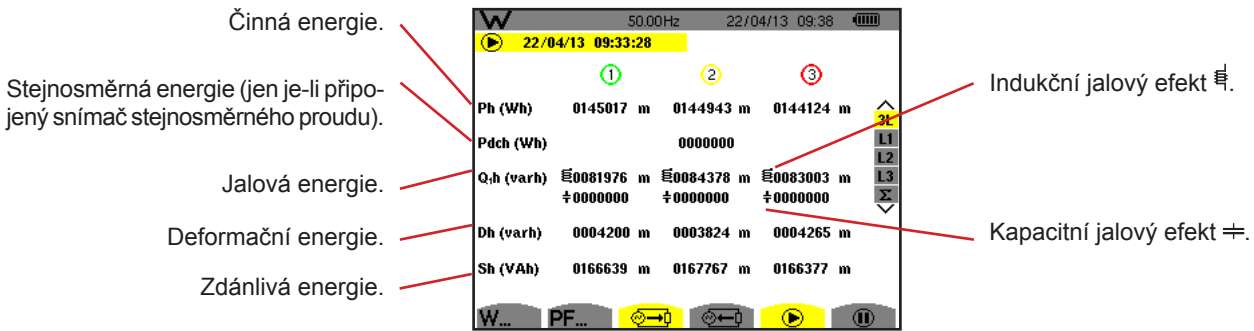 Činná energie.
Stejnosměrná energie (jen je-li připo-
jený snímač stejnosměrného proudu).
Jalová energie.
Deformační energie.
Zdánlivá energie.
W 50.00Hz 22/04/13 09:38
22/04/13 09:33:28
1 2 3
Ph (Wh) 0145017 m 0144943 m 0144124 m
Pdch (Wh) 0000000
Q₁h (varh) 0081976 m 0084378 m 0083003 m
0000000 0000000 0000000
Dh (varh) 0004200 m 0003824 m 0004265 m
Sh (VAh) 0166639 m 0167767 m 0166377 m
3L
L1
L2
L3
Σ
W... PF...
Indukční jalový efekt .
Kapacitní jalový efekt .